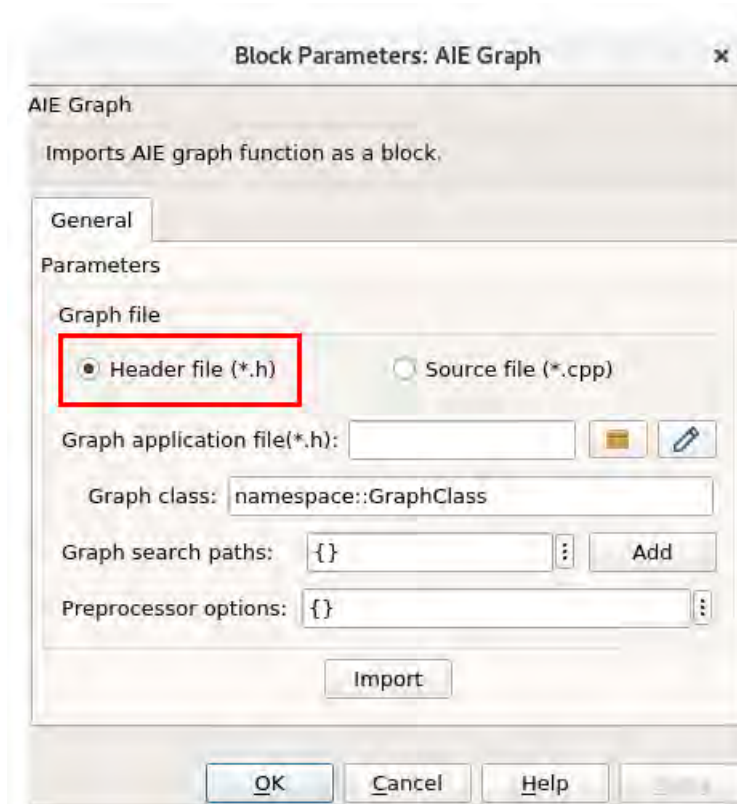 Block Parameters: AIE Graph ×
AIE Graph
Imports AIE graph function as a block.
General
Parameters
Graph file
Header file (*.h) Source file (*.cpp)
Graph application file(*.h):
Graph class: namespace::GraphClass
Graph search paths: {} Add
Preprocessor options: {}
Import
OK Cancel Help